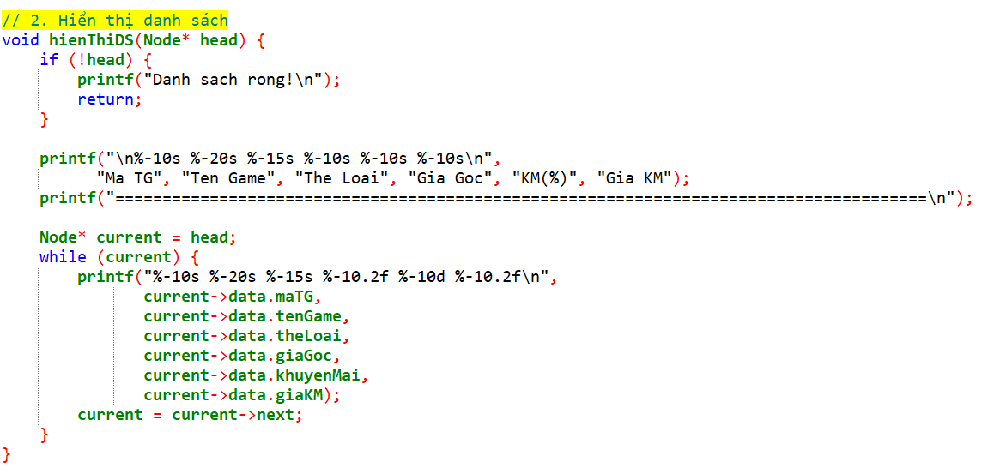 // 2. Hiển thị danh sách
void hienThiDS(Node* head) {
    if (!head) {
        printf("Danh sach rong!\n");
        return;
    }

    printf("\n%-10s %-20s %-15s %-10s %-10s %-10s\n",
          "Ma TG", "Ten Game", "The Loai", "Gia Goc", "KM(%)", "Gia KM");
    printf("======================================================================================\n");

    Node* current = head;
    while (current) {
        printf("%-10s %-20s %-15s %-10.2f %-10d %-10.2f\n",
               current->data.maTG,
               current->data.tenGame,
               current->data.theLoai,
               current->data.giaGoc,
               current->data.khuyenMai,
               current->data.giaKM);
        current = current->next;
    }
}